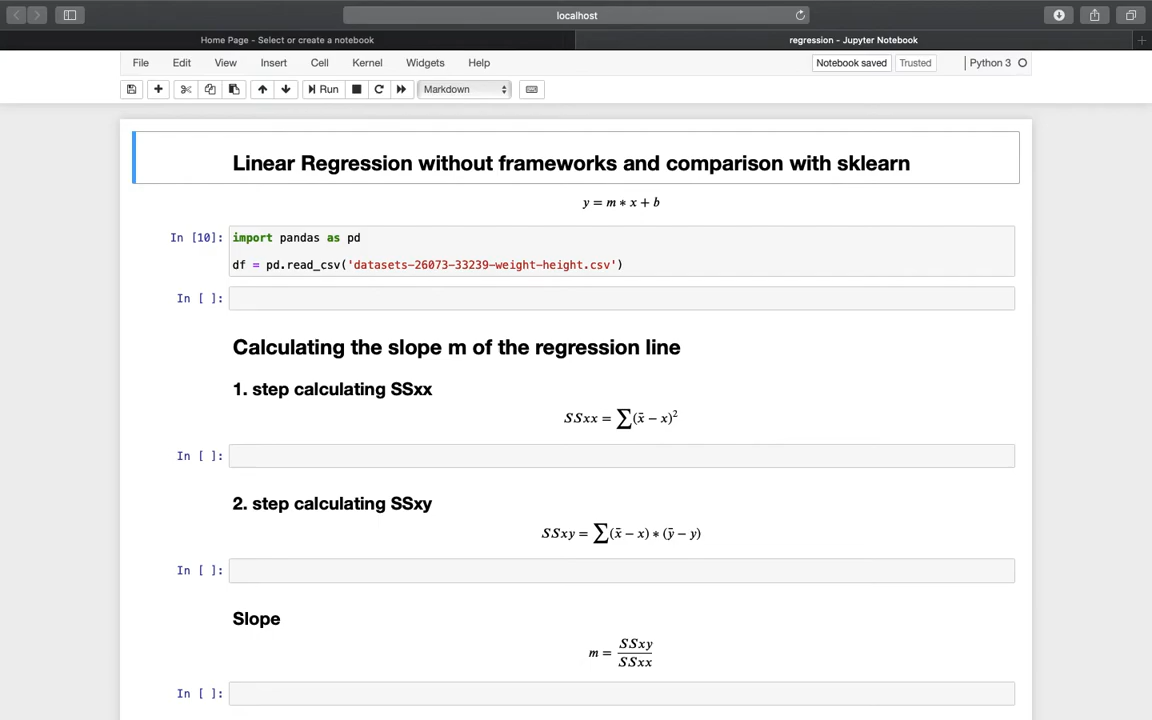 localhost
Home Page - Select or create a notebook
regression - Jupyter Notebook
File Edit View Insert Cell Kernel Widgets Help
Notebook saved Trusted Python 3
Run Markdown
Linear Regression without frameworks and comparison with sklearn
y = m ∗ x + b
In [10]: import pandas as pd
df = pd.read_csv('datasets-26073-33239-weight-height.csv')
In [ ]:
Calculating the slope m of the regression line
1. step calculating SSxx
SSxx = ∑(x̄ − x)²
In [ ]:
2. step calculating SSxy
SSxy = ∑(x̄ − x) ∗ (ȳ − y)
In [ ]:
Slope
m = SSxy
SSxx
In [ ]: